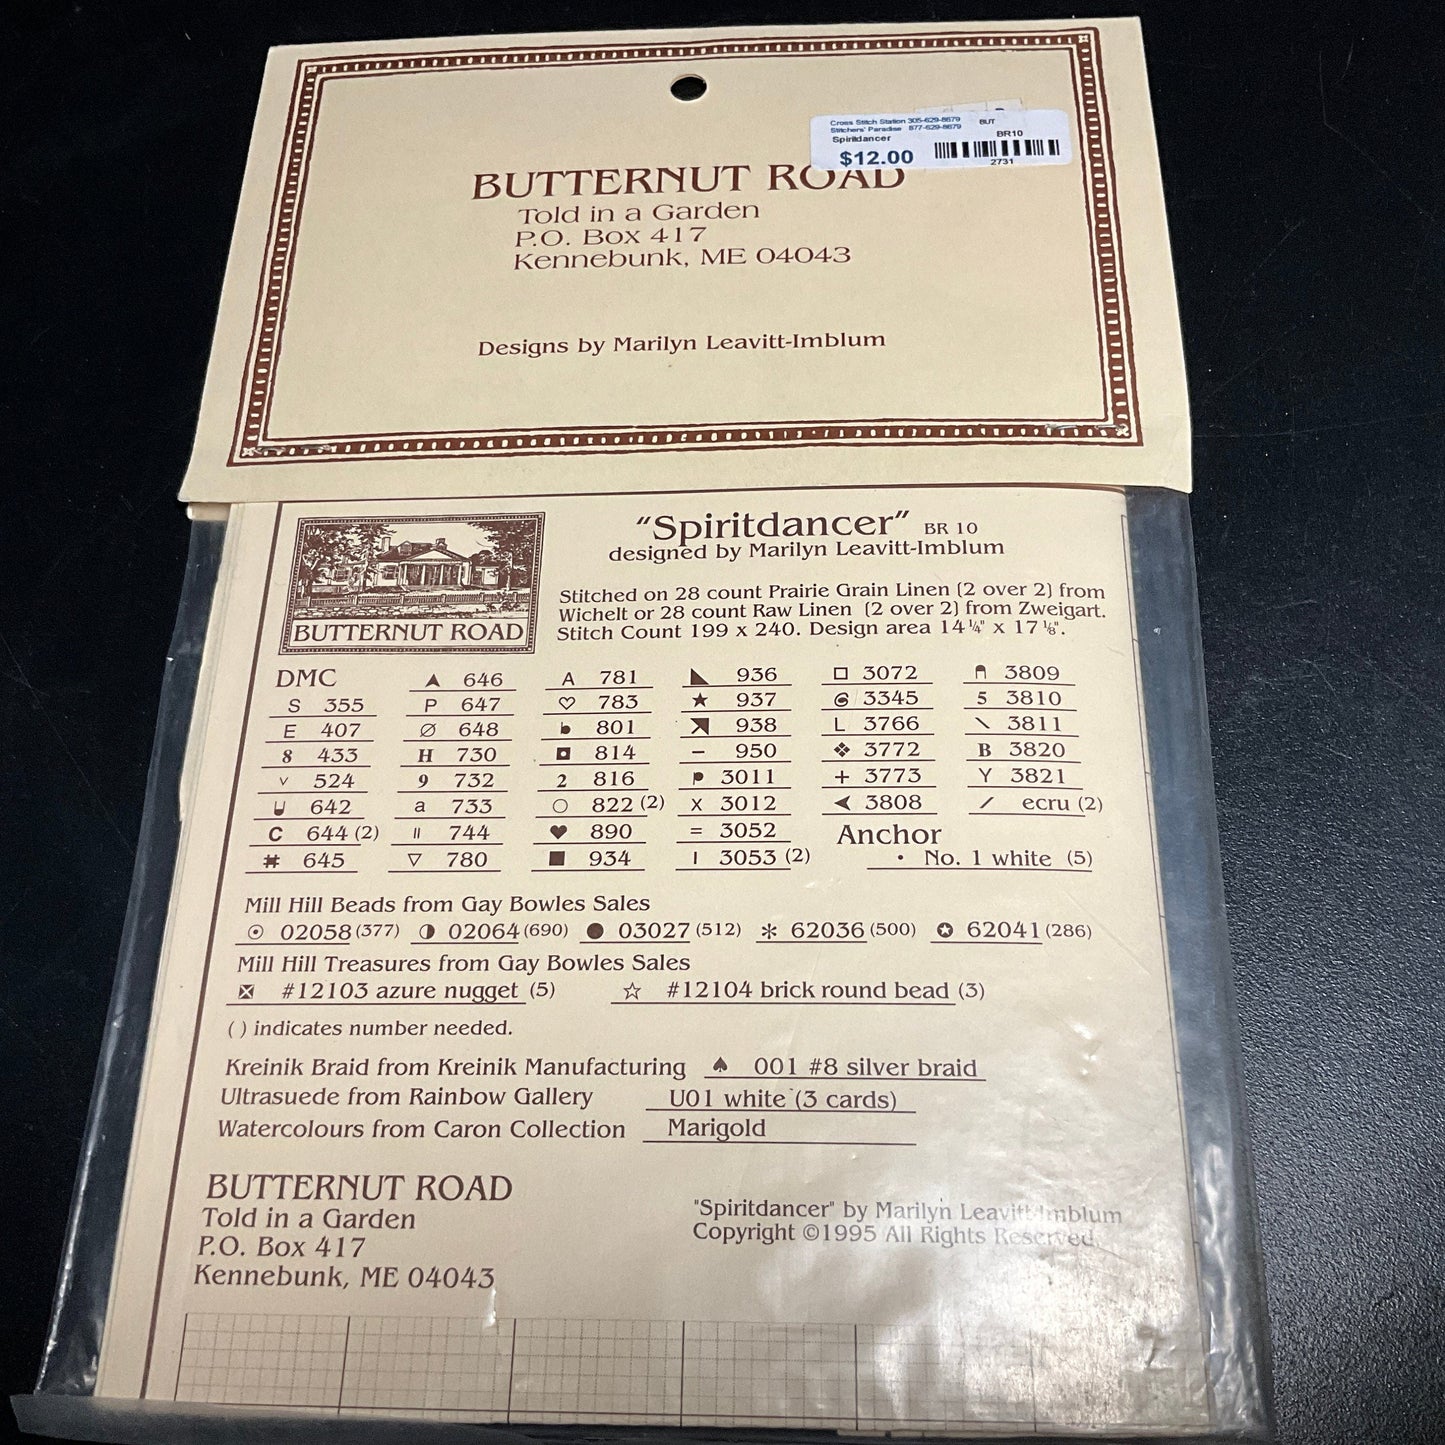 Cross Stitch Station 305-629-8679
Stitchers' Paradise 877-629-8679
BUT
Spiritdancer
BR10
$12.00
2731
BUTTERNUT ROAD
Told in a Garden
P.O. Box 417
Kennebunk, ME 04043
Designs by Marilyn Leavitt-Imblum
BUTTERNUT ROAD
"Spiritdancer" BR 10
designed by Marilyn Leavitt-Imblum
Stitched on 28 count Prairie Grain Linen (2 over 2) from
Wichelt or 28 count Raw Linen (2 over 2) from Zweigart.
Stitch Count 199 x 240. Design area 14¼" x 17⅛".
DMC
S 355
E 407
8 433
v 524
642
C 644 (2)
645
646
P 647
Ø 648
H 730
9 732
a 733
॥ 744
▽ 780
A 781
♡ 783
801
◘ 814
2 816
○ 822 (2)
♥ 890
■ 934
◣ 936
★ 937
938
– 950
3011
X 3012
= 3052
I 3053 (2)
□ 3072
3345
L 3766
❖ 3772
+ 3773
3808
3809
5 3810
\ 3811
B 3820
Y 3821
/ ecru (2)
Anchor
• No. 1 white (5)
Mill Hill Beads from Gay Bowles Sales
⊙ 02058 (377) ◑ 02064 (690) ● 03027 (512) ✻ 62036 (500) ✪ 62041 (286)
Mill Hill Treasures from Gay Bowles Sales
#12103 azure nugget (5) ☆ #12104 brick round bead (3)
( ) indicates number needed.
Kreinik Braid from Kreinik Manufacturing ♠ 001 #8 silver braid
Ultrasuede from Rainbow Gallery U01 white (3 cards)
Watercolours from Caron Collection Marigold
BUTTERNUT ROAD
Told in a Garden
P.O. Box 417
Kennebunk, ME 04043
"Spiritdancer" by Marilyn Leavitt-Imblum
Copyright ©1995 All Rights Reserved.